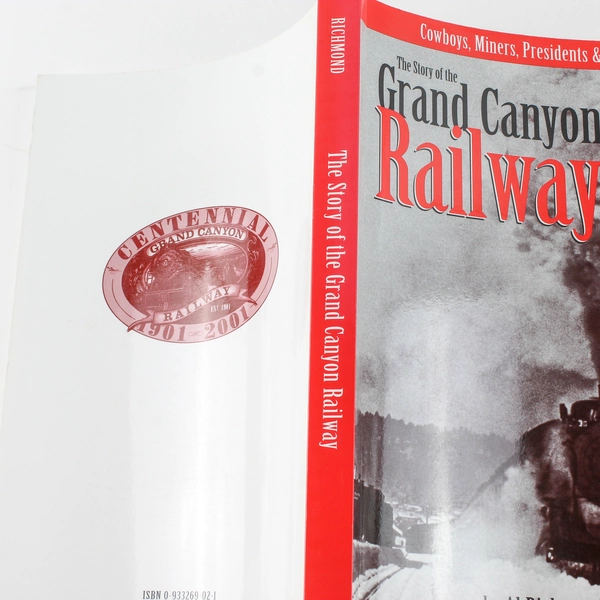 CENTENNIAL
GRAND CANYON
RAILWAY
EST 1901
1901 2001
ISBN 0-933269-02-1
RICHMOND
The Story of the Grand Canyon Railway
Cowboys, Miners, Presidents &
The Story of the
Grand Canyon
Railway